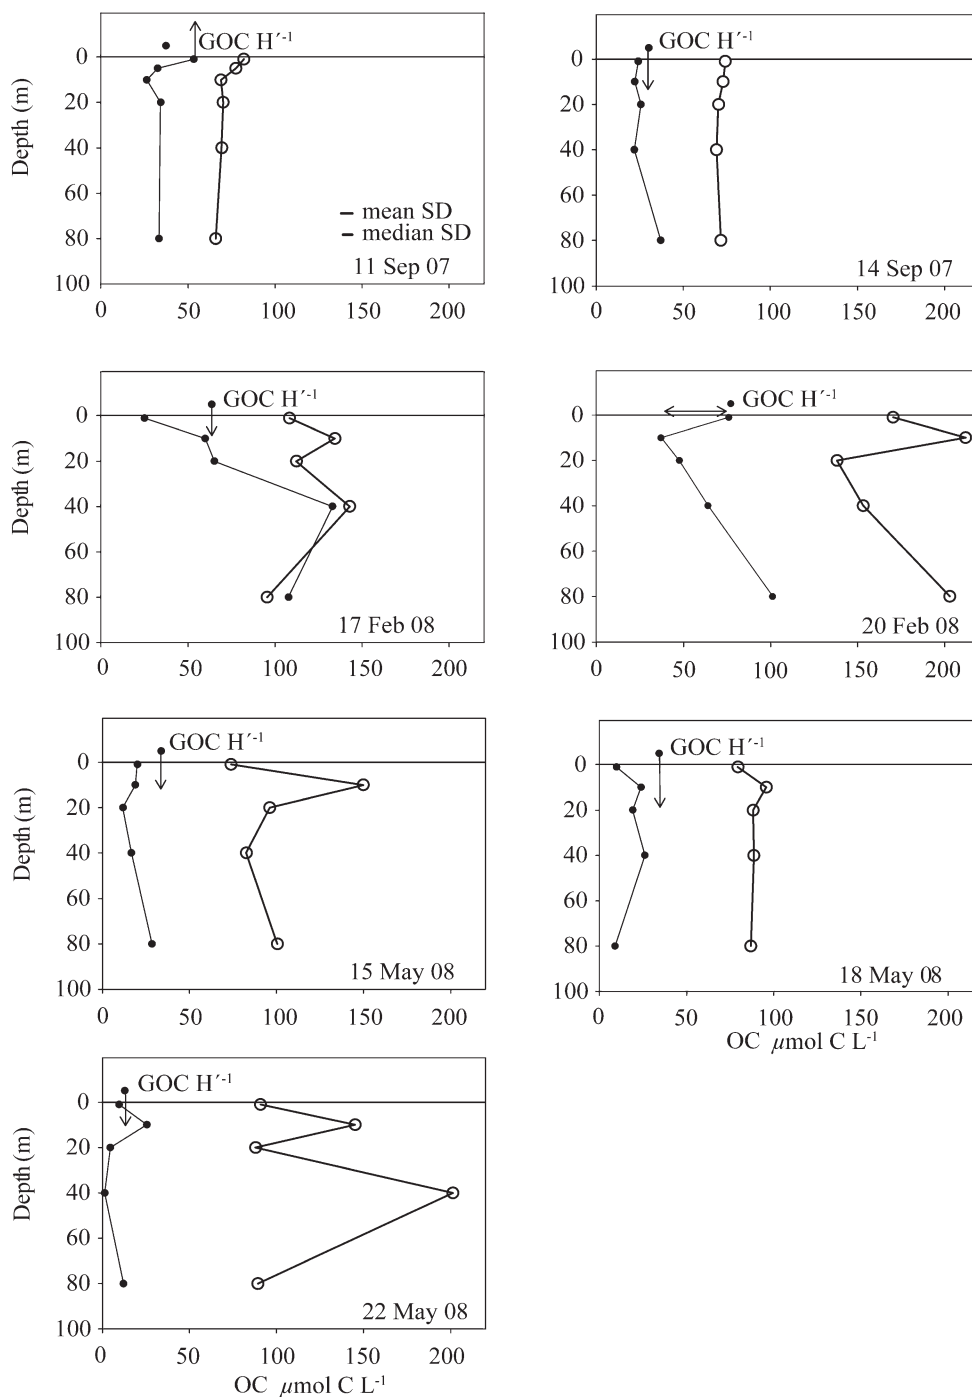 GOC H′⁻¹
0
20
40
60
80
100
Depth (m)
– mean SD
– median SD
11 Sep 07
0 50 100 150 200
GOC H′⁻¹
0
20
40
60
80
100
14 Sep 07
0 50 100 150 200
GOC H′⁻¹
0
20
40
60
80
100
Depth (m)
17 Feb 08
0 50 100 150 200
GOC H′⁻¹
0
20
40
60
80
100
Depth (m)
20 Feb 08
0 50 100 150 200
GOC H′⁻¹
0
20
40
60
80
100
Depth (m)
15 May 08
0 50 100 150 200
GOC H′⁻¹
0
20
40
60
80
100
Depth (m)
18 May 08
0 50 100 150 200
OC µmol C L⁻¹
GOC H′⁻¹
0
20
40
60
80
100
Depth (m)
22 May 08
0 50 100 150 200
OC µmol C L⁻¹